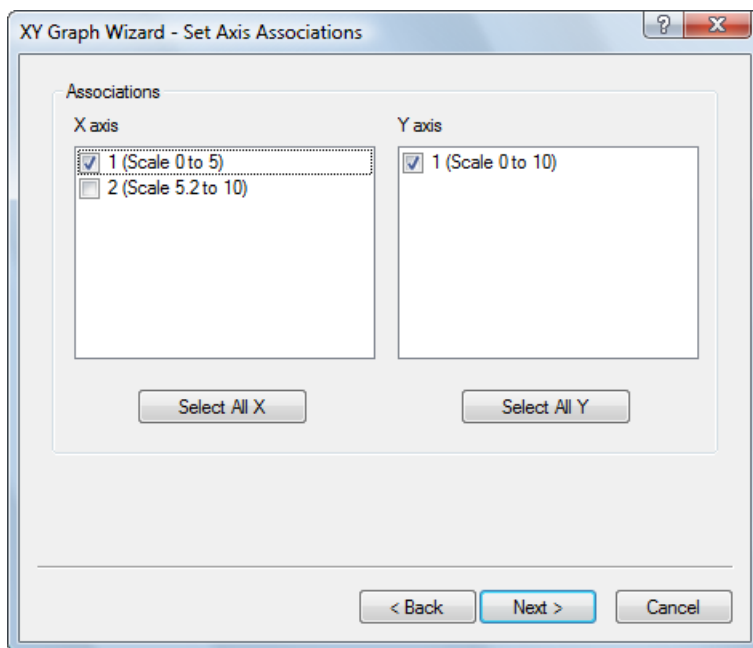 XY Graph Wizard - Set Axis Associations
?
X
Associations
X axis
Y axis
1 (Scale 0 to 5)
1 (Scale 0 to 10)
2 (Scale 5.2 to 10)
Select All X
Select All Y
< Back
Next >
Cancel